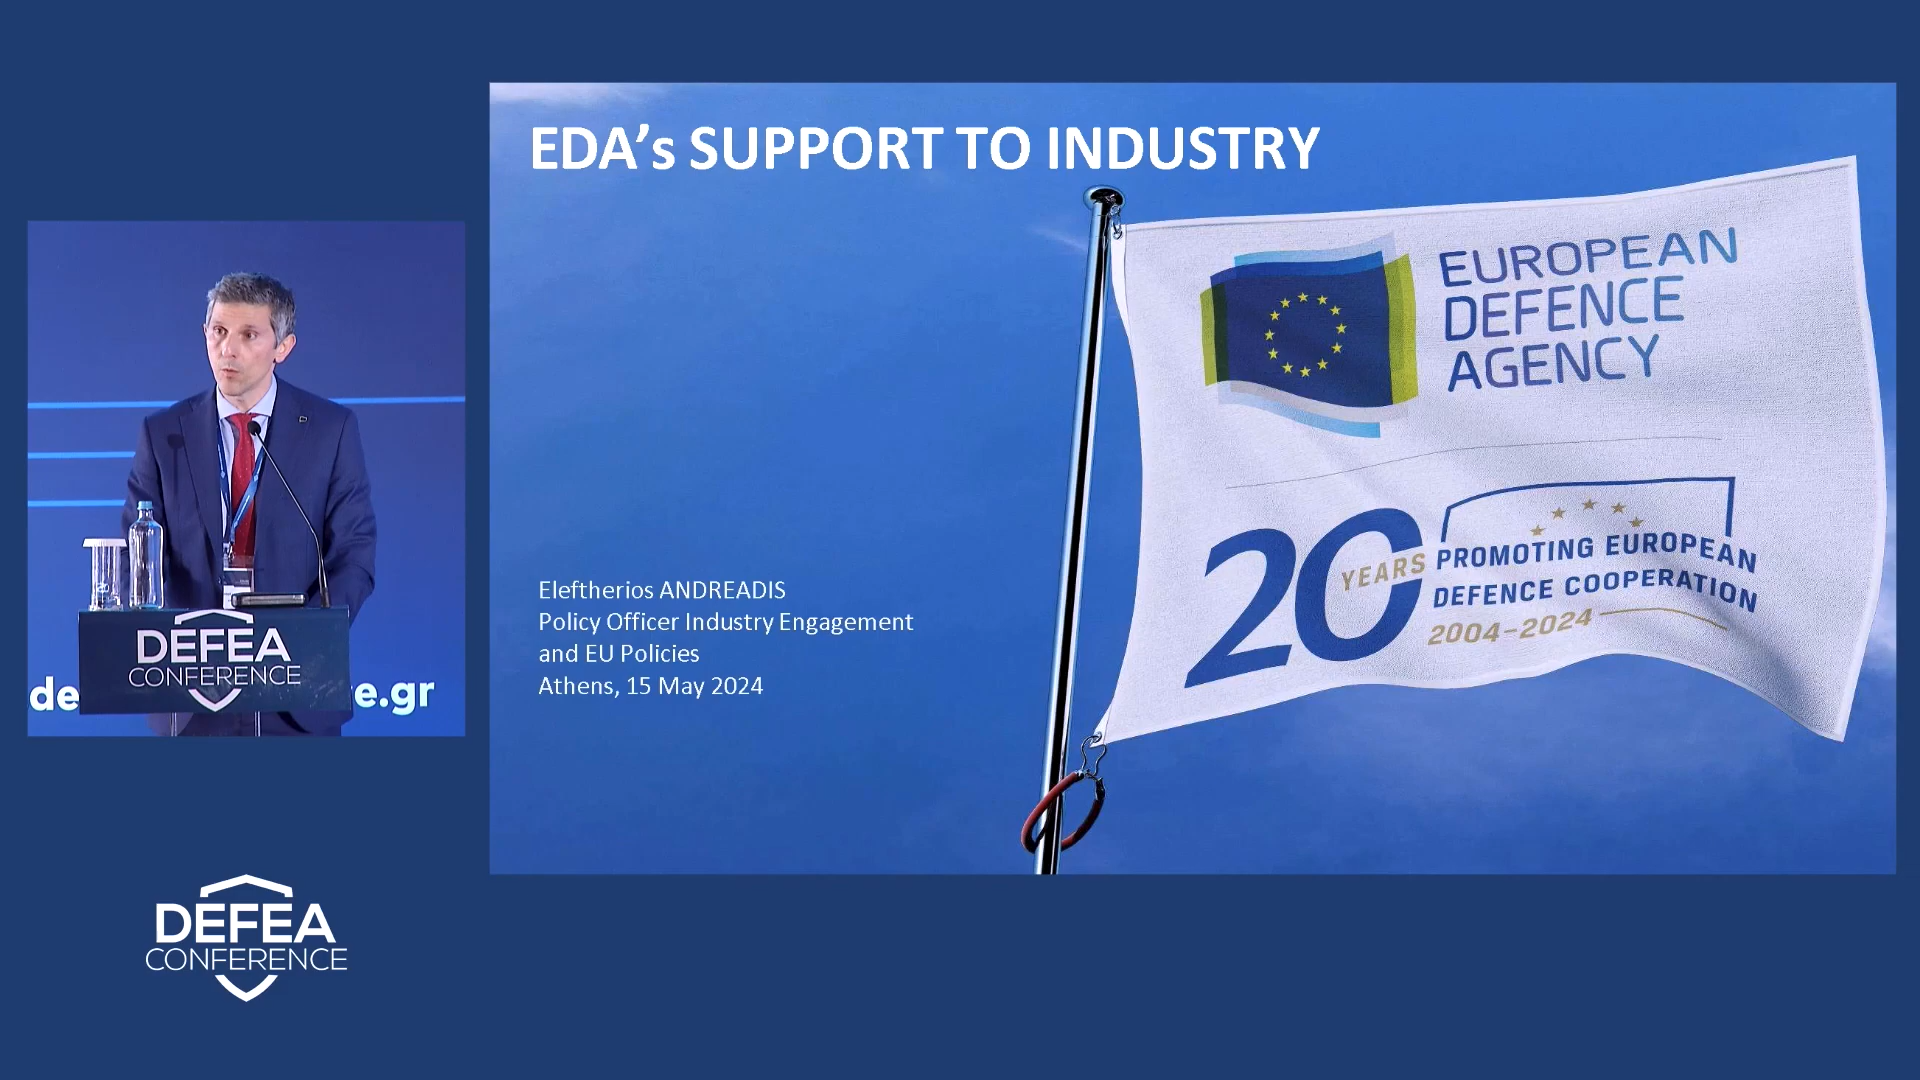 EDA's SUPPORT TO INDUSTRY
EUROPEAN
DEFENCE
AGENCY
20 YEARS PROMOTING EUROPEAN
DEFENCE COOPERATION
2004-2024
Eleftherios ANDREADIS
Policy Officer Industry Engagement
and EU Policies
Athens, 15 May 2024
DEFEA
CONFERENCE
de
e.gr
DEFEA
CONFERENCE